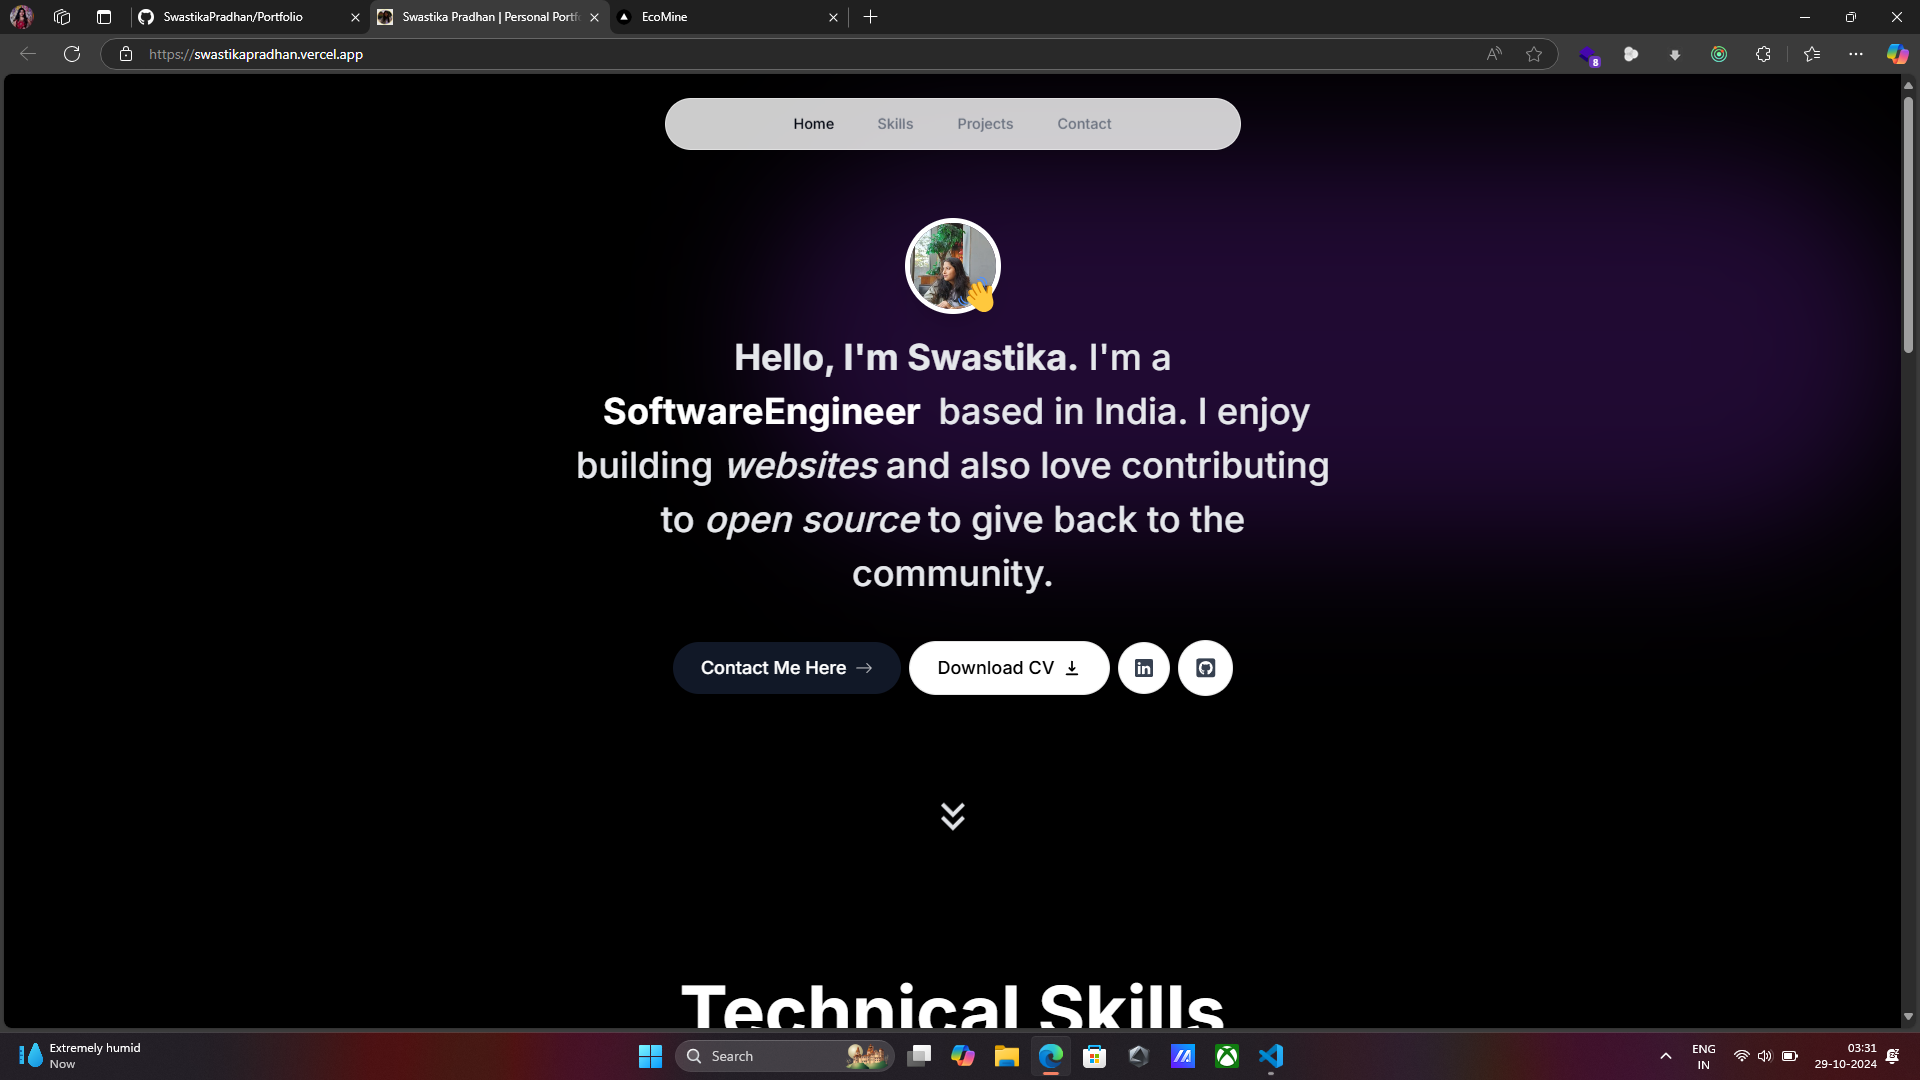 SwastikaPradhan/Portfolio
Swastika Pradhan | Personal Portf
EcoMine
https://swastikapradhan.vercel.app
8
Home Skills Projects Contact
Hello, I'm Swastika. I'm a
SoftwareEngineer based in India. I enjoy
building websites and also love contributing
to open source to give back to the
community.
Contact Me Here
Download CV
in
Technical Skills
Extremely humid
Now
Search
ENG
IN
03:31
29-10-2024